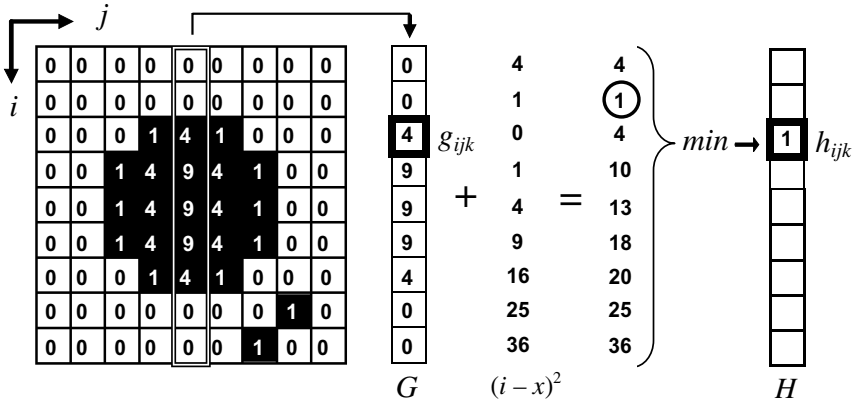 j
i
0 0 0 0 0 0 0 0 0 0 4 4
0 0 0 0 0 0 0 0 0 0 1 1
0 0 0 1 4 1 0 0 0 4 g_{ijk} 0 4 min 1 h_{ijk}
0 0 1 4 9 4 1 0 0 9 1 10
0 0 1 4 9 4 1 0 0 9 + 4 = 13
0 0 1 4 9 4 1 0 0 9 9 18
0 0 0 1 4 1 0 0 0 4 16 20
0 0 0 0 0 0 0 1 0 0 25 25
0 0 0 0 0 0 1 0 0 0 36 36
G (i – x)² H